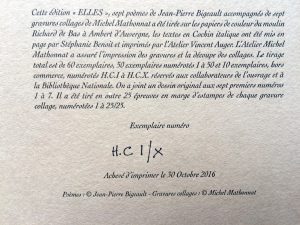 Cette édition « ELLES », sept poèmes de Jean-Pierre Bigeault accompagnés de sept
gravures collages de Michel Mathonnat a été tirée sur les papiers de couleur du moulin
Richard de Bas à Ambert d'Auvergne, les textes en Cochin italique ont été mis en
page par Stéphanie Benoit et imprimés par l'Atelier Vincent Auger. L'Atelier Michel
Mathonnat a assuré l'impression des gravures et la découpe des collages. Le tirage
total est de 60 exemplaires, 50 exemplaires numérotés 1 à 50 et 10 exemplaires, hors
commerce, numérotés H.C.I à H.C.X. réservés aux collaborateurs de l'ouvrage et à
la Bibliothèque Nationale. On a joint un dessin original aux sept premiers numéros
1 à 7. Il a été tiré en outre 25 épreuves en marge d'estampes de chaque gravure
collage, numérotées 1 à 25/25.
Exemplaire numéro
H.C I/X
Achevé d'imprimer le 30 Octobre 2016
Poèmes : © Jean-Pierre Bigeault - Gravures collages : © Michel Mathonnat